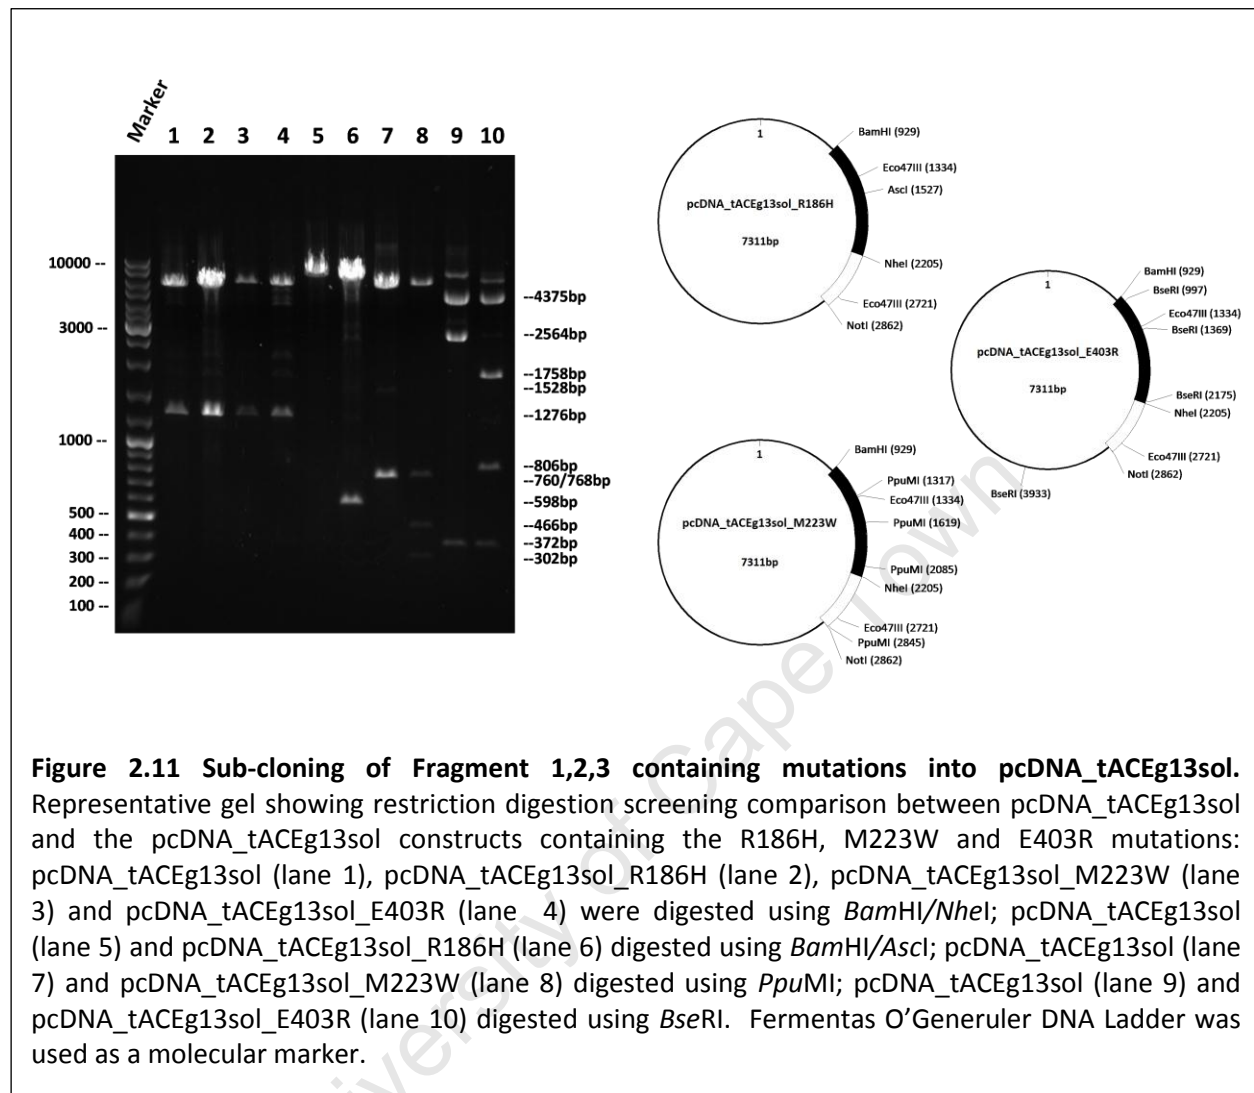 Marker
1 2 3 4 5 6 7 8 9 10
10000 --
3000 --
1000 --
500 --
400 --
300 --
200 --
100 --
--4375bp
--2564bp
--1758bp
--1528bp
--1276bp
--806bp
--760/768bp
--598bp
--466bp
--372bp
--302bp
1
BamHI (929)
Eco47III (1334)
AscI (1527)
pcDNA_tACEg13sol_R186H
7311bp
NheI (2205)
Eco47III (2721)
NotI (2862)
1
BamHI (929)
BseRI (997)
Eco47III (1334)
BseRI (1369)
pcDNA_tACEg13sol_E403R
7311bp
BseRI (2175)
NheI (2205)
Eco47III (2721)
NotI (2862)
BseRI (3933)
1
BamHI (929)
PpuMI (1317)
Eco47III (1334)
PpuMI (1619)
pcDNA_tACEg13sol_M223W
7311bp
PpuMI (2085)
NheI (2205)
Eco47III (2721)
PpuMI (2845)
NotI (2862)
Figure 2.11 Sub-cloning of Fragment 1,2,3 containing mutations into pcDNA_tACEg13sol.
Representative gel showing restriction digestion screening comparison between pcDNA_tACEg13sol
and the pcDNA_tACEg13sol constructs containing the R186H, M223W and E403R mutations:
pcDNA_tACEg13sol (lane 1), pcDNA_tACEg13sol_R186H (lane 2), pcDNA_tACEg13sol_M223W (lane
3) and pcDNA_tACEg13sol_E403R (lane 4) were digested using BamHI/NheI; pcDNA_tACEg13sol
(lane 5) and pcDNA_tACEg13sol_R186H (lane 6) digested using BamHI/AscI; pcDNA_tACEg13sol (lane
7) and pcDNA_tACEg13sol_M223W (lane 8) digested using PpuMI; pcDNA_tACEg13sol (lane 9) and
pcDNA_tACEg13sol_E403R (lane 10) digested using BseRI. Fermentas O'Generuler DNA Ladder was
used as a molecular marker.
versity of Cape Town